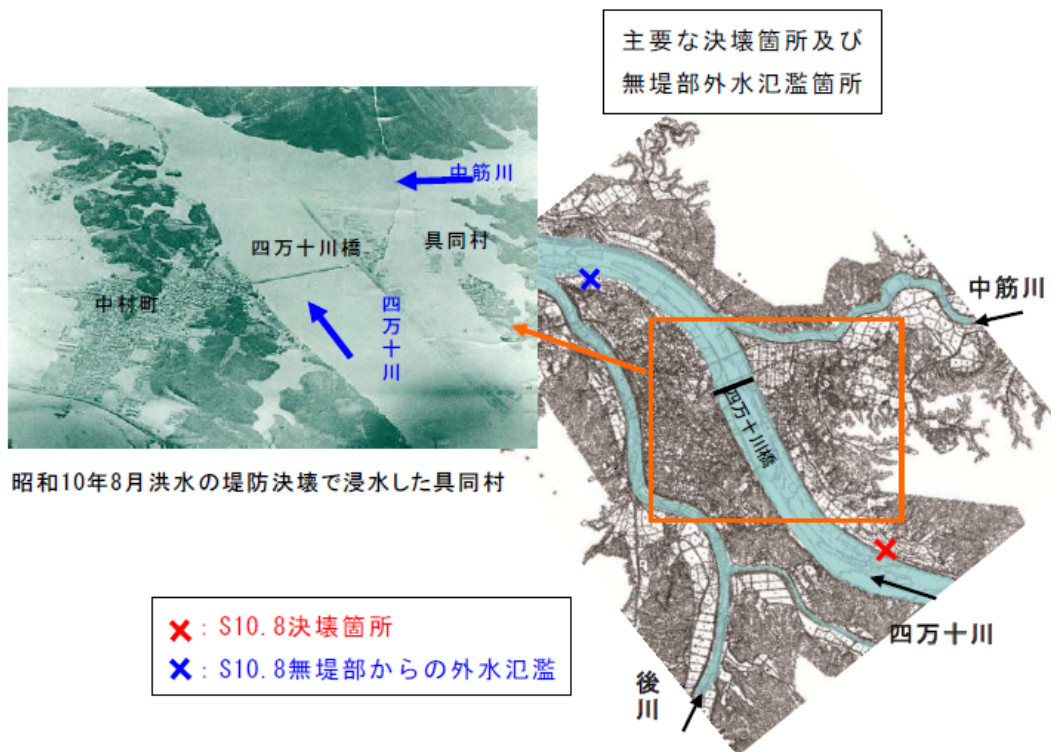 主要な決壊箇所及び
無堤部外水氾濫箇所
中筋川
四万十川橋
具同村
中村町
四万十川
昭和10年8月洪水の堤防決壊で浸水した具同村
中筋川
四万十川橋
四万十川
後川
×：S10.8決壊箇所
×：S10.8無堤部からの外水氾濫